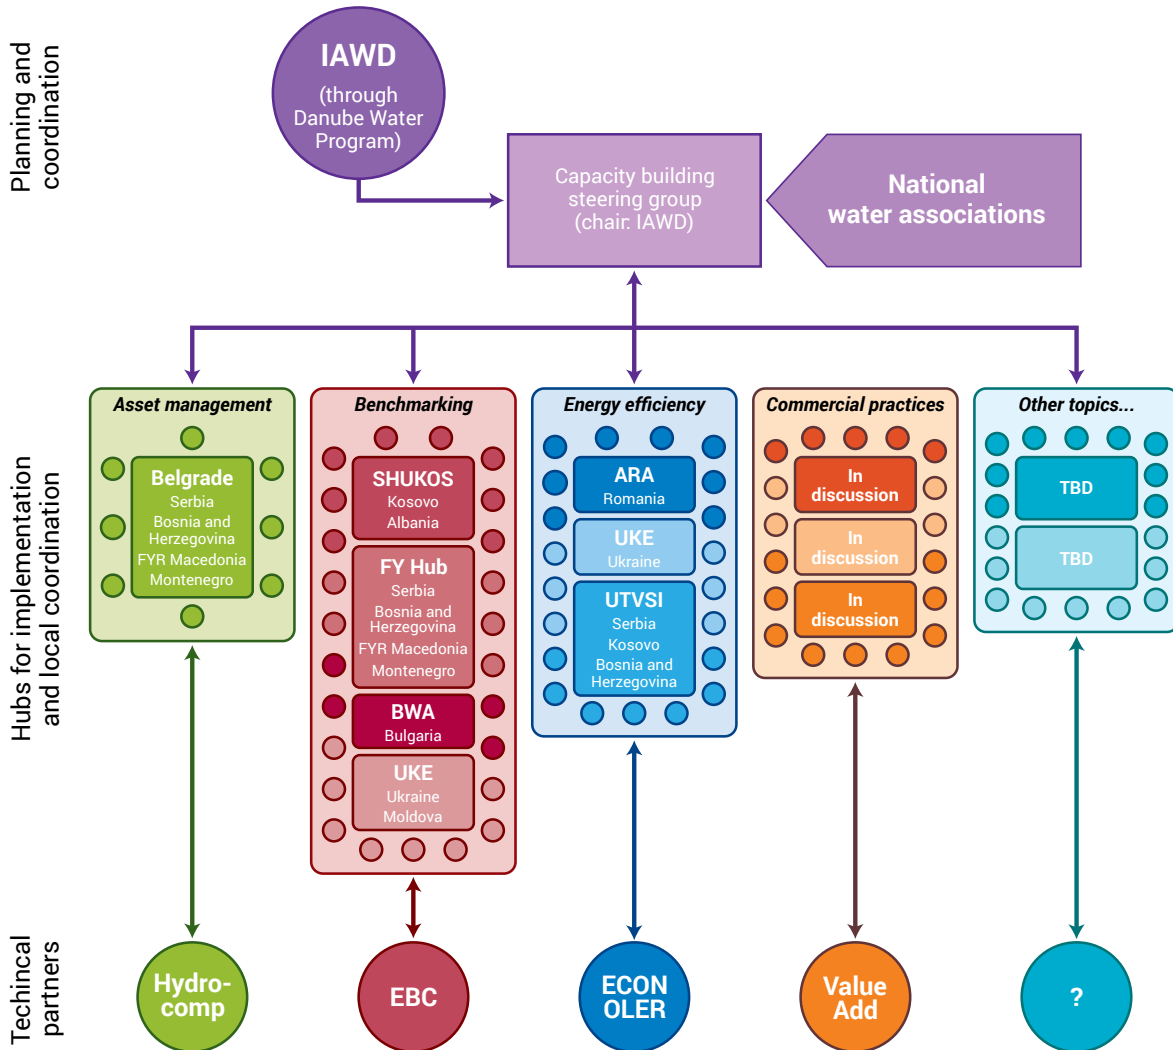 Planning and
coordination
IAWD
(through
Danube Water
Program)
Capacity building
steering group
(chair: IAWD)
National
water associations
Hubs for implementation
and local coordination
Asset management
Belgrade
Serbia
Bosnia and
Herzegovina
FYR Macedonia
Montenegro
Benchmarking
SHUKOS
Kosovo
Albania
FY Hub
Serbia
Bosnia and
Herzegovina
FYR Macedonia
Montenegro
BWA
Bulgaria
UKE
Ukraine
Moldova
Energy efficiency
ARA
Romania
UKE
Ukraine
UTVSI
Serbia
Kosovo
Bosnia and
Herzegovina
Commercial practices
In
discussion
In
discussion
In
discussion
Other topics...
TBD
TBD
Techincal
partners
Hydro-
comp
EBC
ECON
OLER
Value
Add
?